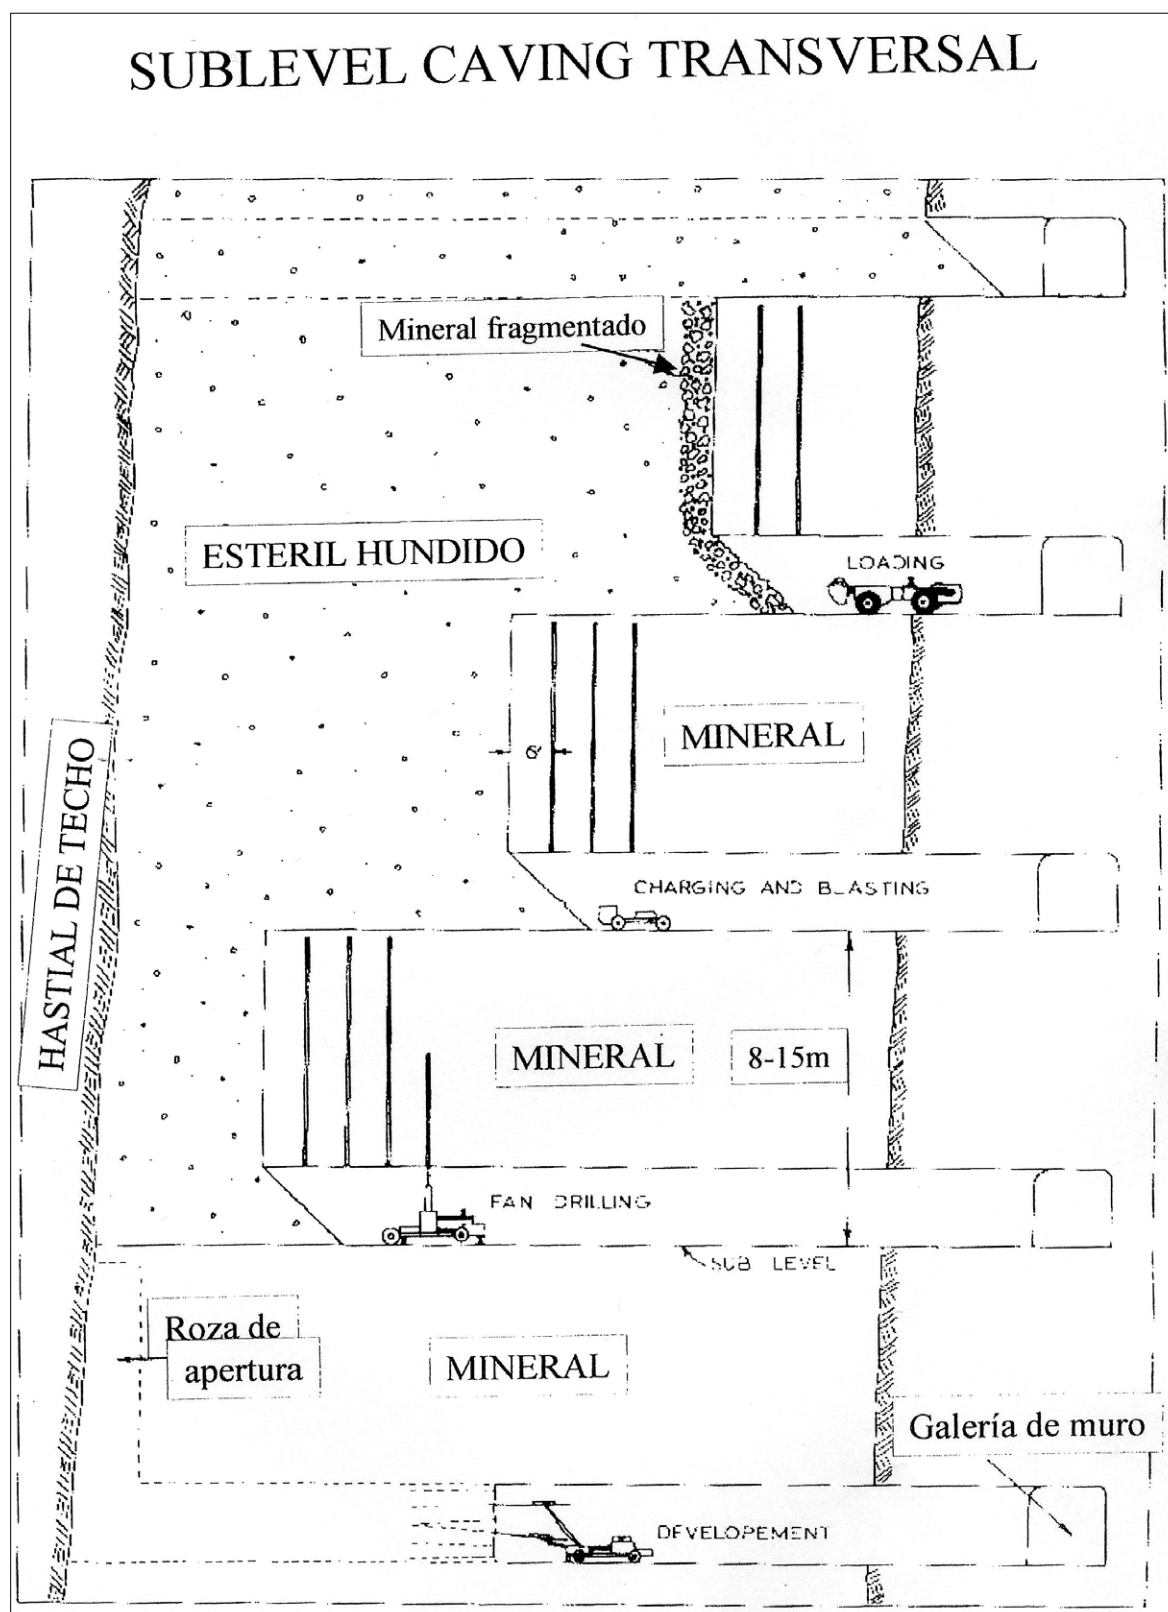 SUBLEVEL CAVING TRANSVERSAL
Mineral fragmentado
ESTERIL HUNDIDO
LOADING
MINERAL
6'
HASTIAL DE TECHO
CHARGING AND BLASTING
MINERAL
8-15m
FAN DRILLING
SUB LEVEL
Roza de
apertura
MINERAL
Galería de muro
DEVELOPEMENT